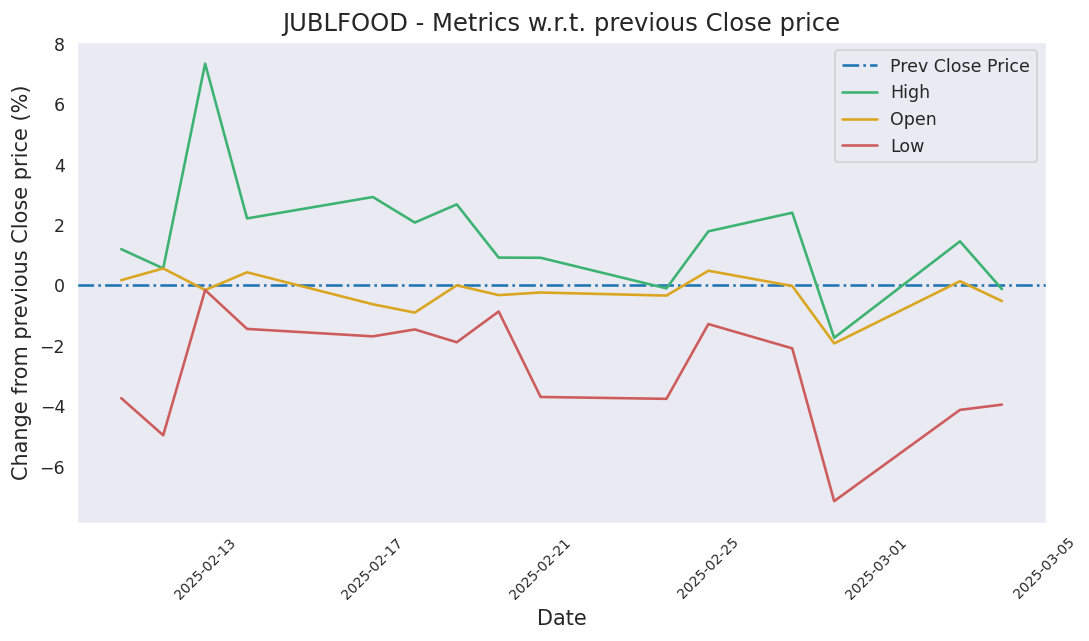 JUBLFOOD - Metrics w.r.t. previous Close price
Change from previous Close price (%)
8
6
4
2
0
−2
−4
−6
Prev Close Price
High
Open
Low
2025-02-13
2025-02-17
2025-02-21
2025-02-25
2025-03-01
2025-03-05
Date